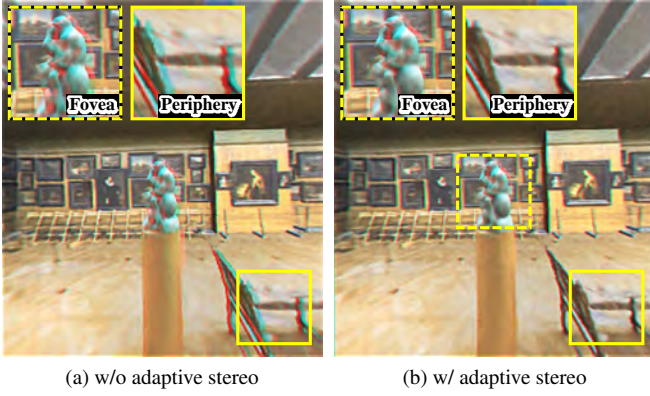 Fovea
Periphery
Fovea
Periphery
(a) w/o adaptive stereo
(b) w/ adaptive stereo